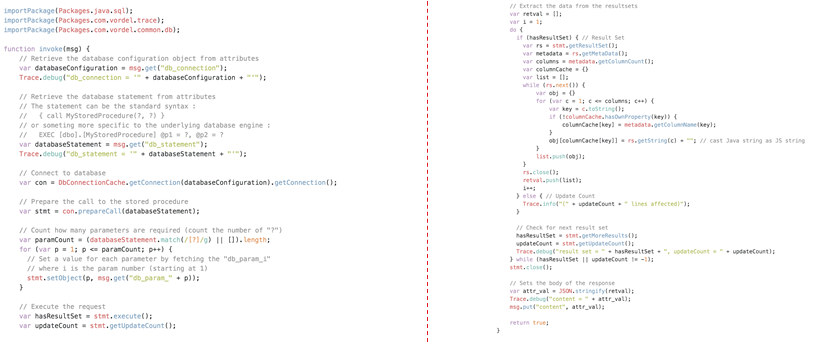 importPackage(Packages.java.sql);
importPackage(Packages.com.vordel.trace);
importPackage(Packages.com.vordel.common.db);

function invoke(msg) {
    // Retrieve the database configuration object from attributes
    var databaseConfiguration = msg.get("db_connection");
    Trace.debug("db_connection = '" + databaseConfiguration + "'");

    // Retrieve the database statement from attributes
    // The statement can be the standard syntax :
    //   { call MyStoredProcedure(?, ?) }
    // or someting more specific to the underlying database engine :
    //   EXEC [dbo].[MyStoredProcedure] @p1 = ?, @p2 = ?
    var databaseStatement = msg.get("db_statement");
    Trace.debug("db_statement = '" + databaseStatement + "'");

    // Connect to database
    var con = DbConnectionCache.getConnection(databaseConfiguration).getConnection();

    // Prepare the call to the stored procedure
    var stmt = con.prepareCall(databaseStatement);

    // Count how many parameters are required (count the number of "?")
    var paramCount = (databaseStatement.match(/[?]/g) || []).length;
    for (var p = 1; p <= paramCount; p++) {
      // Set a value for each parameter by fetching the "db_param_i"
      // where i is the param number (starting at 1)
      stmt.setObject(p, msg.get("db_param_" + p));
    }

    // Execute the request
    var hasResultSet = stmt.execute();
    var updateCount = stmt.getUpdateCount();

    // Extract the data from the resultsets
    var retval = [];
    var i = 1;
    do {
      if (hasResultSet) { // Result Set
        var rs = stmt.getResultSet();
        var metadata = rs.getMetaData();
        var columns = metadata.getColumnCount();
        var columnCache = {}
        var list = [];
        while (rs.next()) {
            var obj = {}
            for (var c = 1; c <= columns; c++) {
                var key = c.toString();
                if (!columnCache.hasOwnProperty(key)) {
                    columnCache[key] = metadata.getColumnName(key);
                }
                obj[columnCache[key]] = rs.getString(c) + ""; // cast Java string as JS string
            }
            list.push(obj);
        }
        rs.close();
        retval.push(list);
        i++;
      } else { // Update Count
        Trace.info("(" + updateCount + " lines affected)");
      }

      // Check for next result set
      hasResultSet = stmt.getMoreResults();
      updateCount = stmt.getUpdateCount();
      Trace.debug("result set = " + hasResultSet + ", updateCount = " + updateCount);
    } while (hasResultSet || updateCount != -1);
    stmt.close();

    // Sets the body of the response
    var attr_val = JSON.stringify(retval);
    Trace.debug("content = " + attr_val);
    msg.put("content", attr_val);

    return true;
}